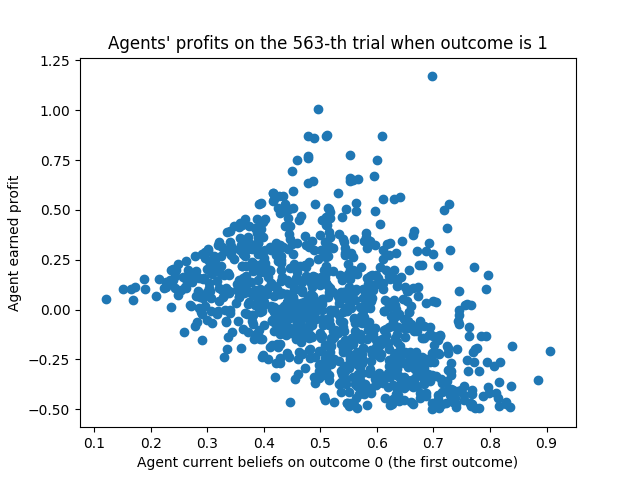 Agents' profits on the 563-th trial when outcome is 1
1.25
1.00
0.75
0.50
0.25
0.00
−0.25
−0.50
Agent earned profit
0.1 0.2 0.3 0.4 0.5 0.6 0.7 0.8 0.9
Agent current beliefs on outcome 0 (the first outcome)